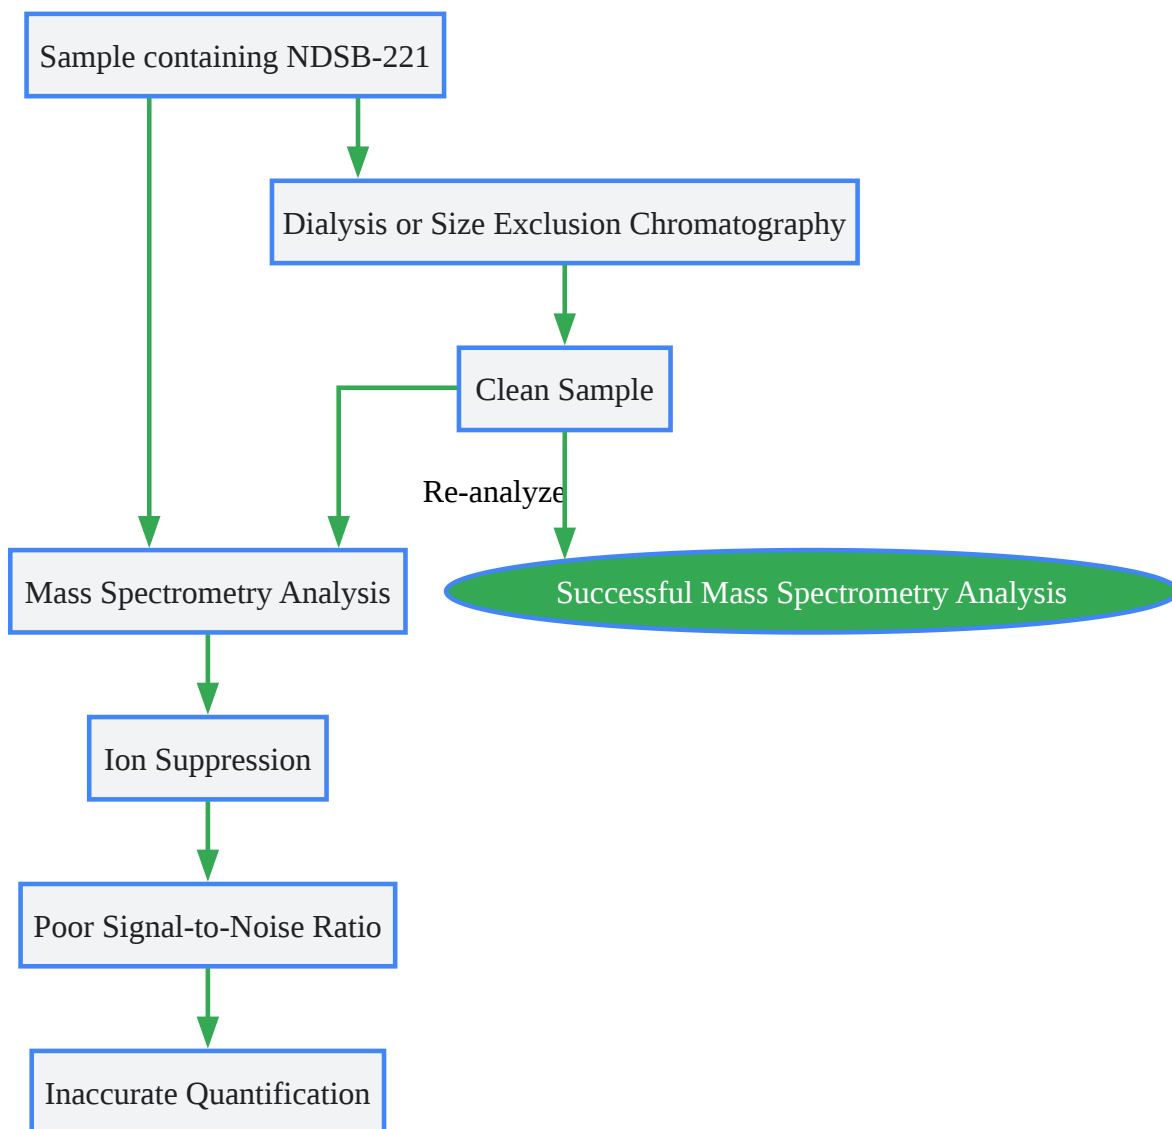 Sample containing NDSB-221
Dialysis or Size Exclusion Chromatography
Clean Sample
Re-analyze
Mass Spectrometry Analysis
Successful Mass Spectrometry Analysis
Ion Suppression
Poor Signal-to-Noise Ratio
Inaccurate Quantification